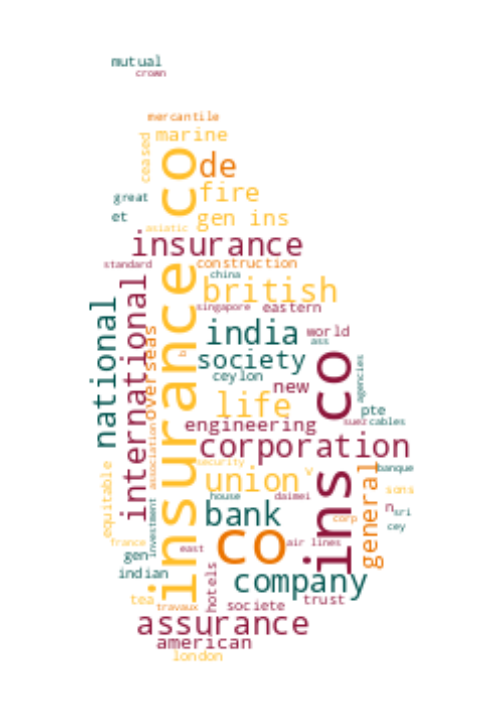 mutual
crown
mercantile
marine
ceased
insurance co
de
great
fire
et
gen ins
asiatic
insurance
standard
construction
china
british
international
national
singapore
eastern
overseas
india
world
ass
b
society
ins co
agencies
ceylon
new
life
pte
engineering
suez
cables
corporation
association
security
banque
equitable
union
v
general
house
daimei
sons
investment
bank
n
sri
corp
cey
co
france
east
air lines
gen
indian
hotels
company
tea
travaux
societe
trust
assurance
american
london